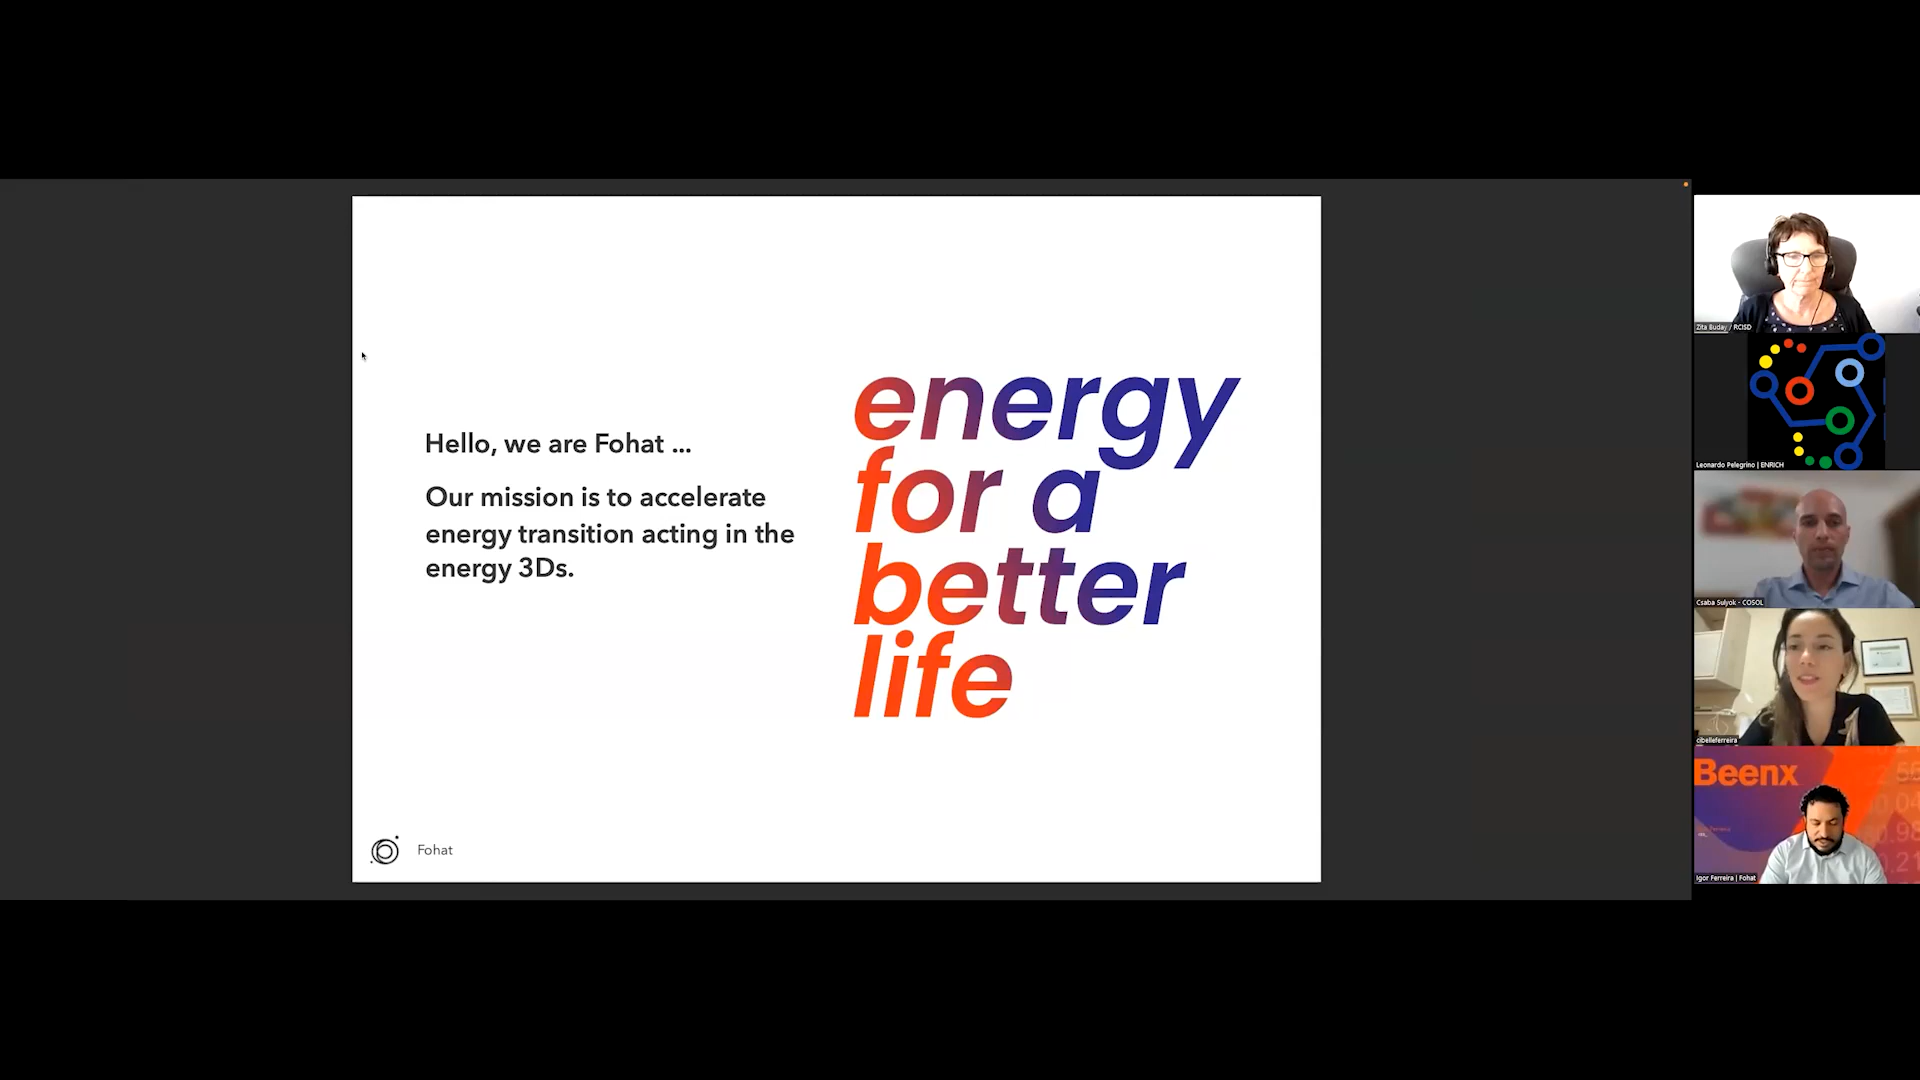 Hello, we are Fohat ...
Our mission is to accelerate
energy transition acting in the
energy 3Ds.
energy
for a
better
life
Fohat
Zita Buday / RCISD
Leonardo Pelegrino | ENRICH
Csaba Sulyok - COSOL
cibelleferreira
Beenx
Igor Ferreira | Fohat